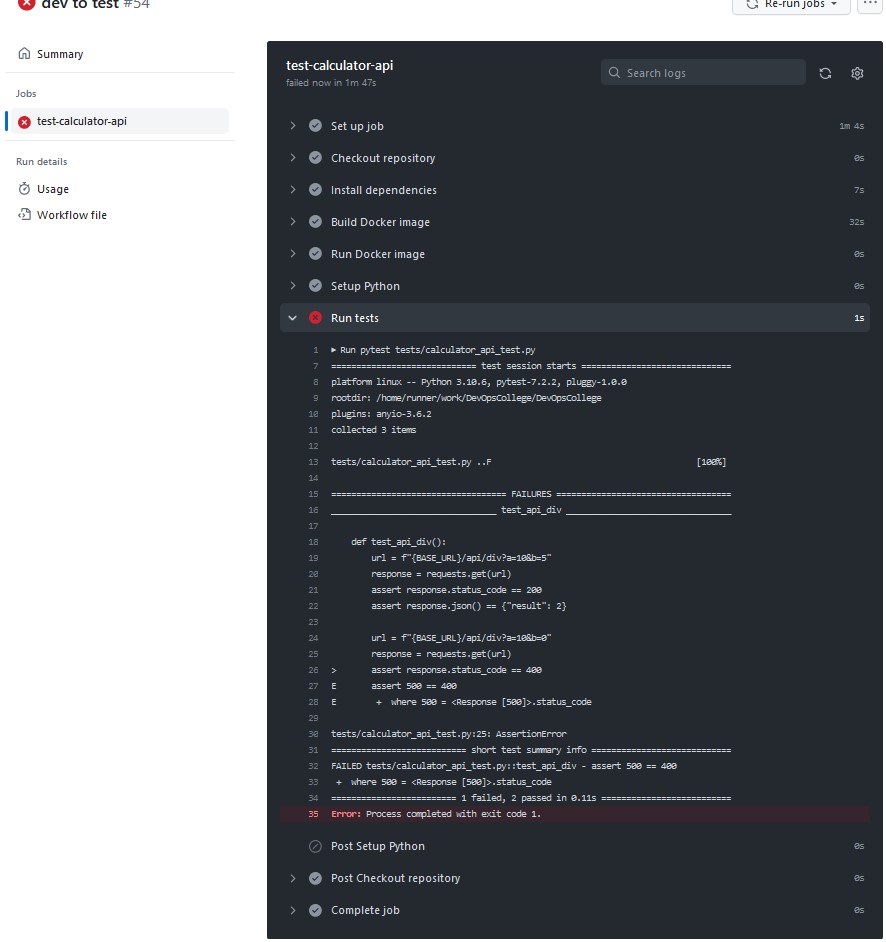 dev to test #54
Re-run jobs
Summary
Jobs
test-calculator-api
Run details
Usage
Workflow file
test-calculator-api
failed now in 1m 47s
Search logs
Set up job 1m 4s
Checkout repository 0s
Install dependencies 7s
Build Docker image 32s
Run Docker image 0s
Setup Python 0s
Run tests 1s
1 ▶ Run pytest tests/calculator_api_test.py
7 ============================= test session starts ==============================
8 platform linux -- Python 3.10.6, pytest-7.2.2, pluggy-1.0.0
9 rootdir: /home/runner/work/DevOpsCollege/DevOpsCollege
10 plugins: anyio-3.6.2
11 collected 3 items
12
13 tests/calculator_api_test.py ..F [100%]
14
15 =================================== FAILURES ===================================
16 _________________________________ test_api_div _________________________________
17
18 def test_api_div():
19 url = f"{BASE_URL}/api/div?a=10&b=5"
20 response = requests.get(url)
21 assert response.status_code == 200
22 assert response.json() == {"result": 2}
23
24 url = f"{BASE_URL}/api/div?a=10&b=0"
25 response = requests.get(url)
26 > assert response.status_code == 400
27 E assert 500 == 400
28 E + where 500 = <Response [500]>.status_code
29
30 tests/calculator_api_test.py:25: AssertionError
31 =========================== short test summary info ============================
32 FAILED tests/calculator_api_test.py::test_api_div - assert 500 == 400
33 + where 500 = <Response [500]>.status_code
34 ========================= 1 failed, 2 passed in 0.11s ==========================
35 Error: Process completed with exit code 1.
Post Setup Python 0s
Post Checkout repository 0s
Complete job 0s